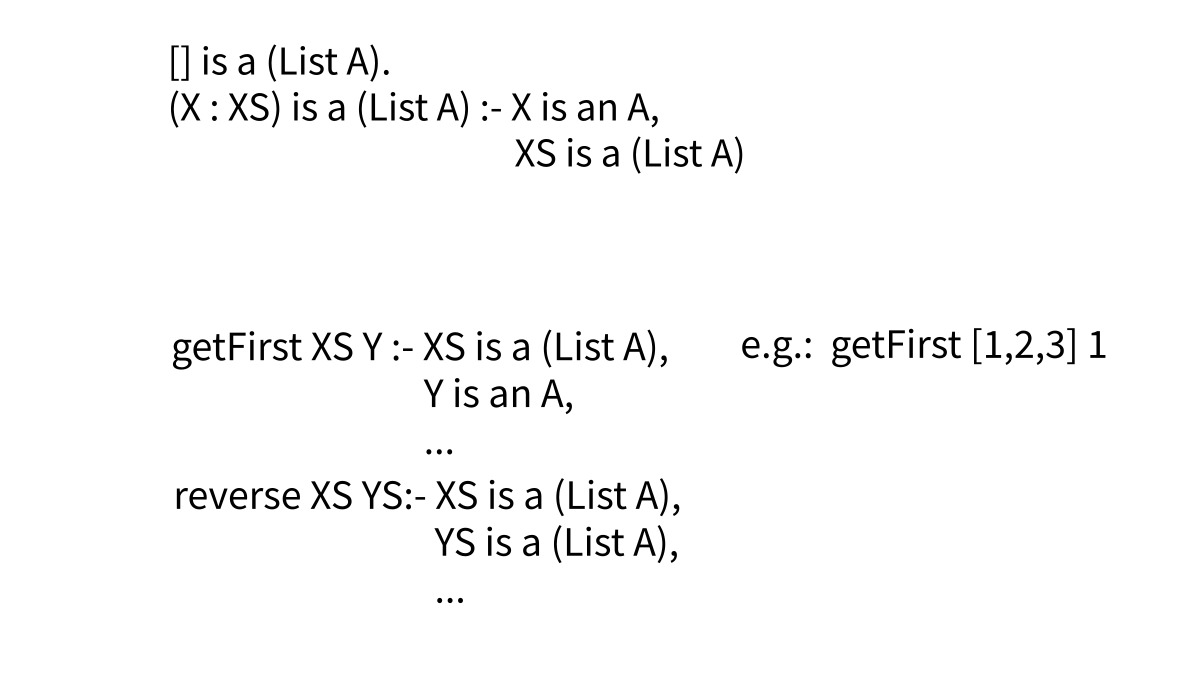 [] is a (List A).
(X : XS) is a (List A) :- X is an A,
XS is a (List A)
getFirst XS Y :- XS is a (List A), e.g.: getFirst [1,2,3] 1
Y is an A,
...
reverse XS YS:- XS is a (List A),
YS is a (List A),
...